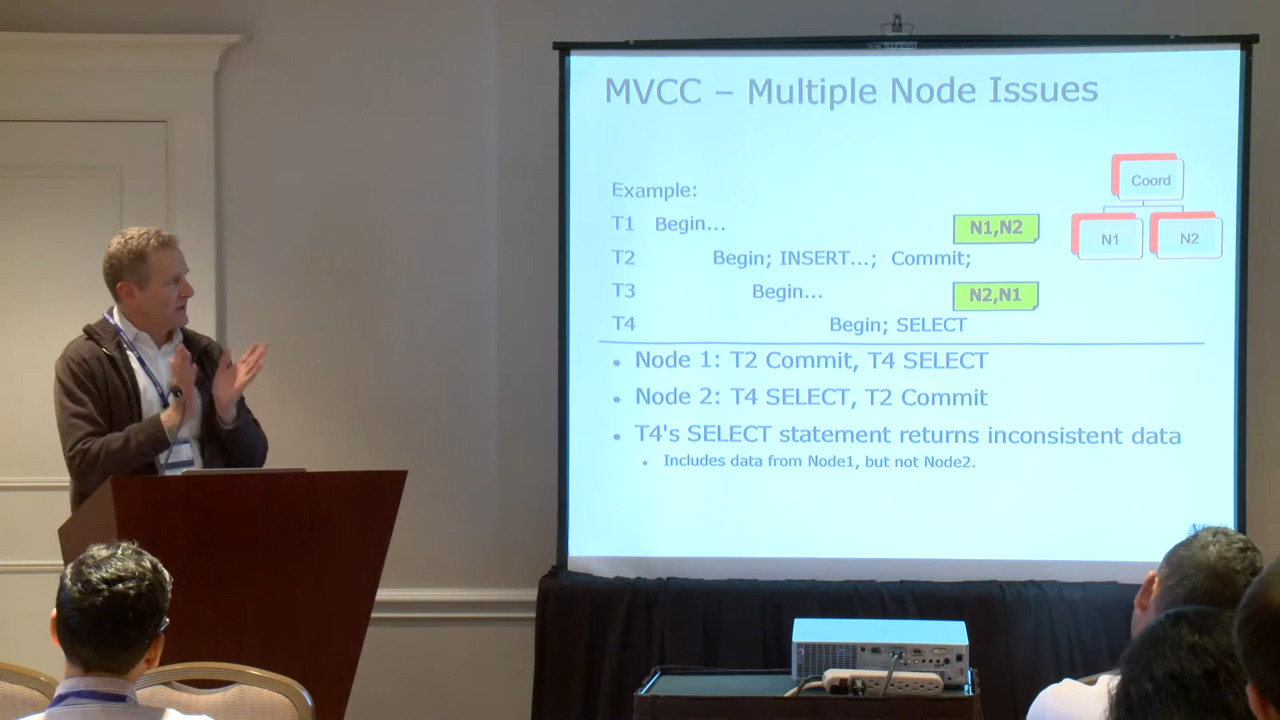 MVCC – Multiple Node Issues
Example:
Coord
T1 Begin...
N1,N2
N1
N2
T2 Begin; INSERT...; Commit;
T3 Begin...
N2,N1
T4 Begin; SELECT
• Node 1: T2 Commit, T4 SELECT
• Node 2: T4 SELECT, T2 Commit
• T4's SELECT statement returns inconsistent data
• Includes data from Node1, but not Node2.